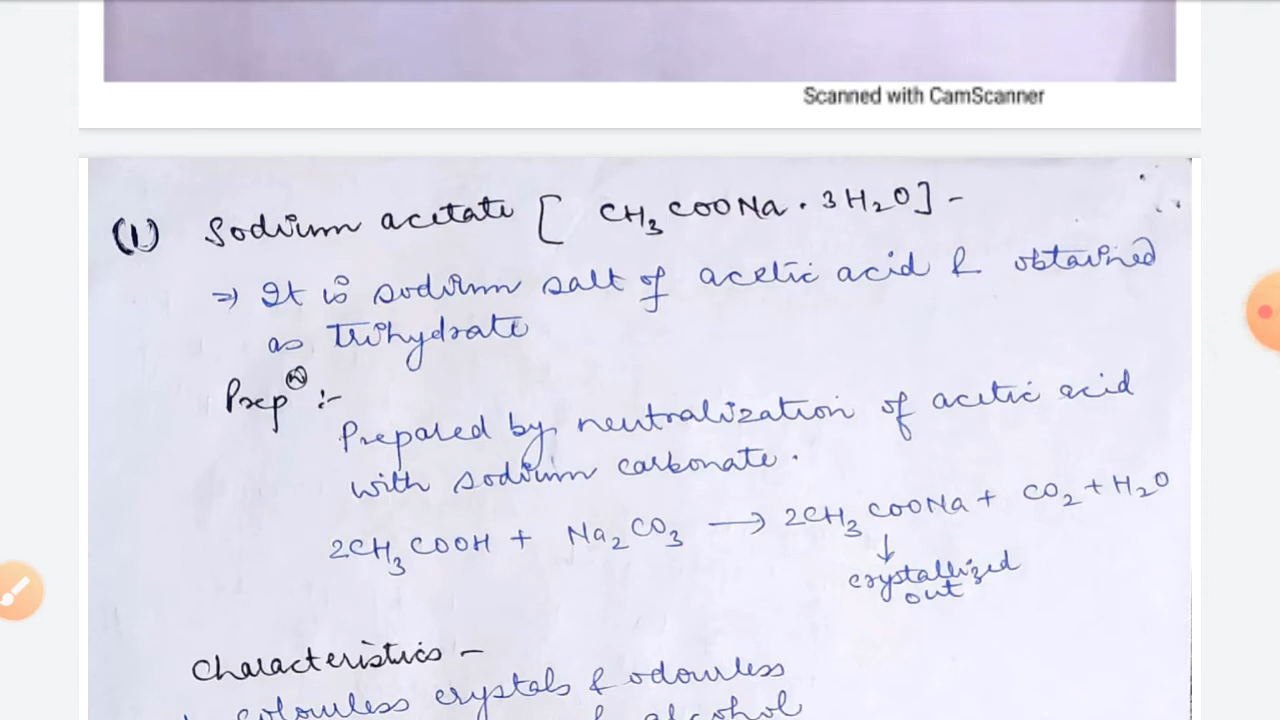 Scanned with CamScanner
(1) Sodium acetate [ CH₃COONa · 3H₂O ] -
⇒ It is sodium salt of acetic acid & obtained
as Trihydrate
Prepⁿ :-
Prepared by neutralization of acetic acid
with sodium carbonate.
2CH₃COOH + Na₂CO₃ ⟶ 2CH₃COONa + CO₂ + H₂O
↓
crystallized
out
Characteristics -
colourless crystals & odourless
alcohol